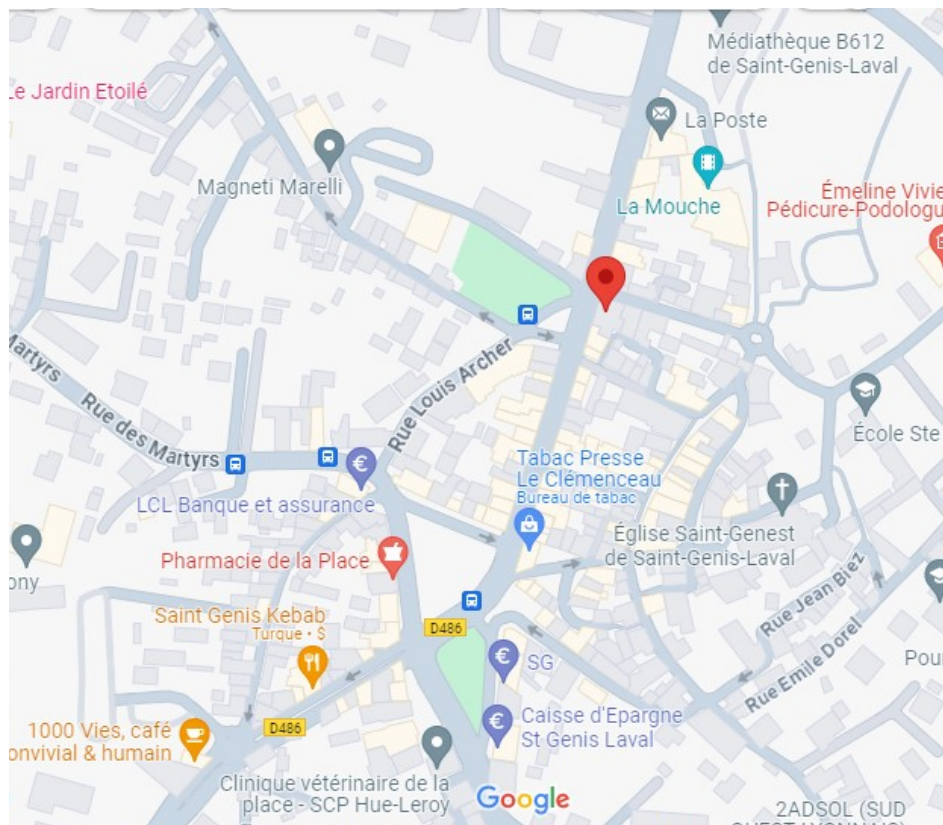 Médiathèque B612
de Saint-Genis-Laval
Le Jardin Etoilé
La Poste
Magneti Marelli
La Mouche
Émeline Vivie
Pédicure-Podologu
Martyrs
Rue Louis Archer
Rue des Martyrs
École Ste
Tabac Presse
Le Clémenceau
Bureau de tabac
LCL Banque et assurance
Église Saint-Genest
de Saint-Genis-Laval
ony
Pharmacie de la Place
Rue Jean Biez
Saint Genis Kebab
Turque • $
D486
SG
Pour
Rue Emile Dorel
Caisse d'Epargne
St Genis Laval
D486
1000 Vies, café
onvivial & humain
Clinique vétérinaire de la
place - SCP Hue-Leroy
Google
2ADSOL (SUD
OUEST LYONNAIS)